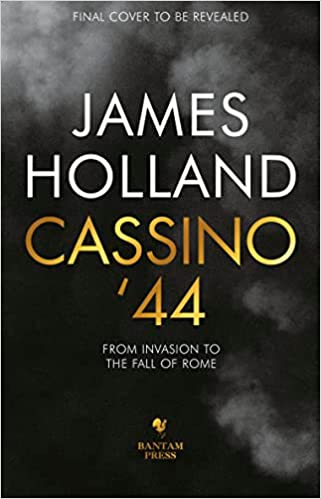 FINAL COVER TO BE REVEALED
JAMES
HOLLAND
CASSINO
’44
FROM INVASION TO
THE FALL OF ROME
BANTAM
PRESS